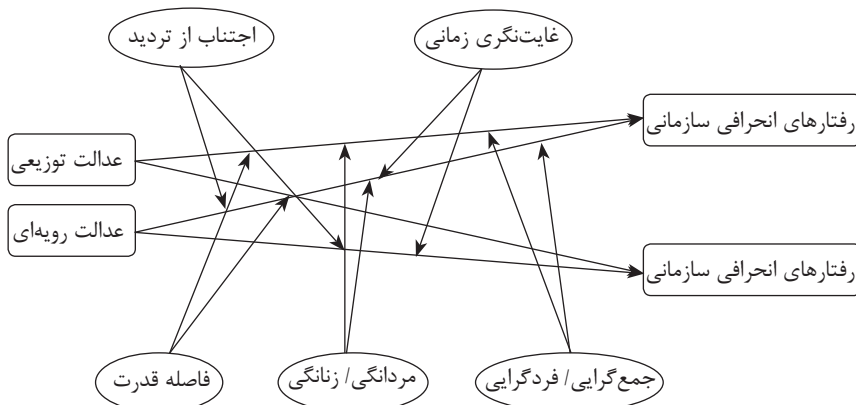 غایت‌نگری زمانی
اجتناب از تردید
رفتارهای انحرافی سازمانی
عدالت توزیعی
عدالت رویه‌ای
رفتارهای انحرافی سازمانی
جمع‌گرایی/ فردگرایی
مردانگی/ زنانگی
فاصله قدرت